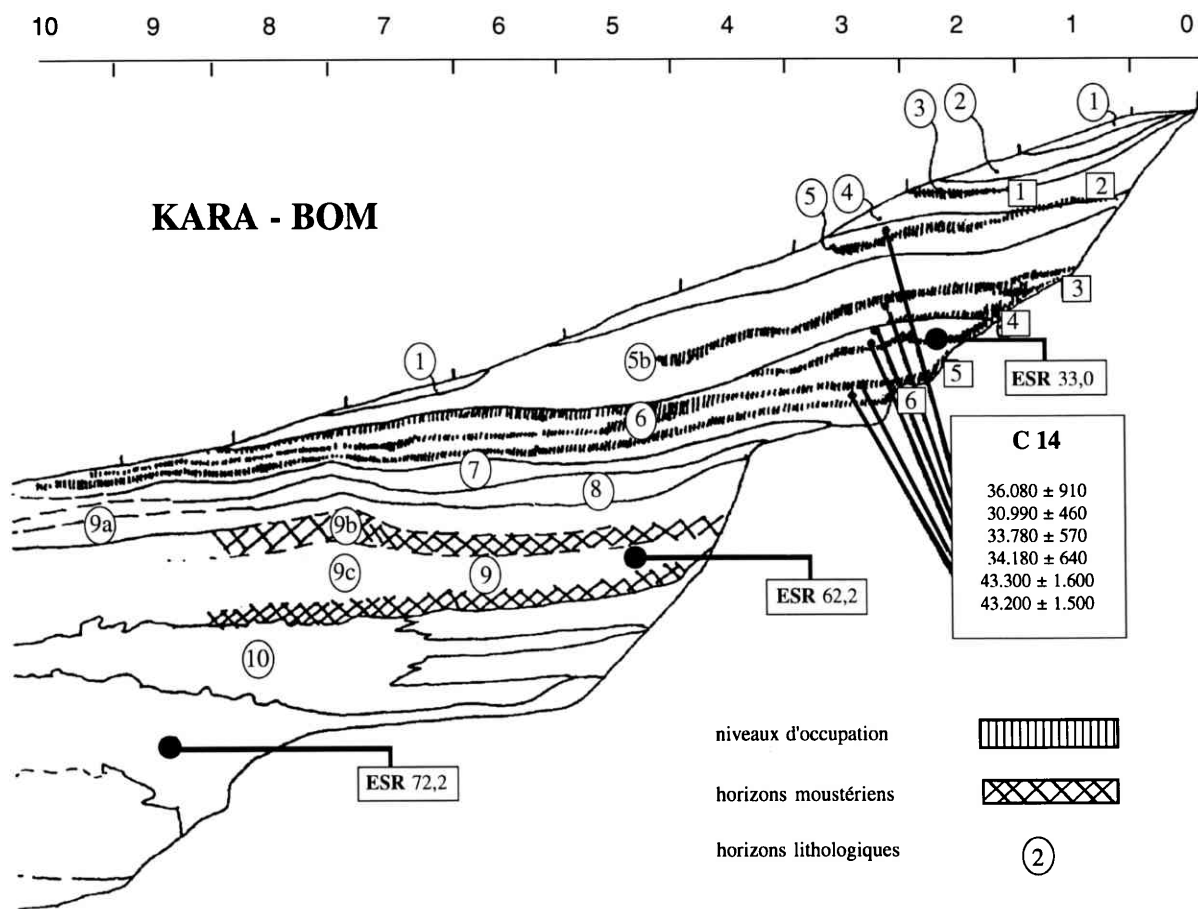 10 9 8 7 6 5 4 3 2 1 0
1
2
3
KARA - BOM
4
5
1
2
3
5b
4
1
ESR 33,0
5
6
6
C 14
7
36.080 ± 910
8
30.990 ± 460
9a
9b
33.780 ± 570
34.180 ± 640
9c
9
43.300 ± 1.600
ESR 62,2
43.200 ± 1.500
10
niveaux d'occupation
ESR 72,2
horizons moustériens
horizons lithologiques
2